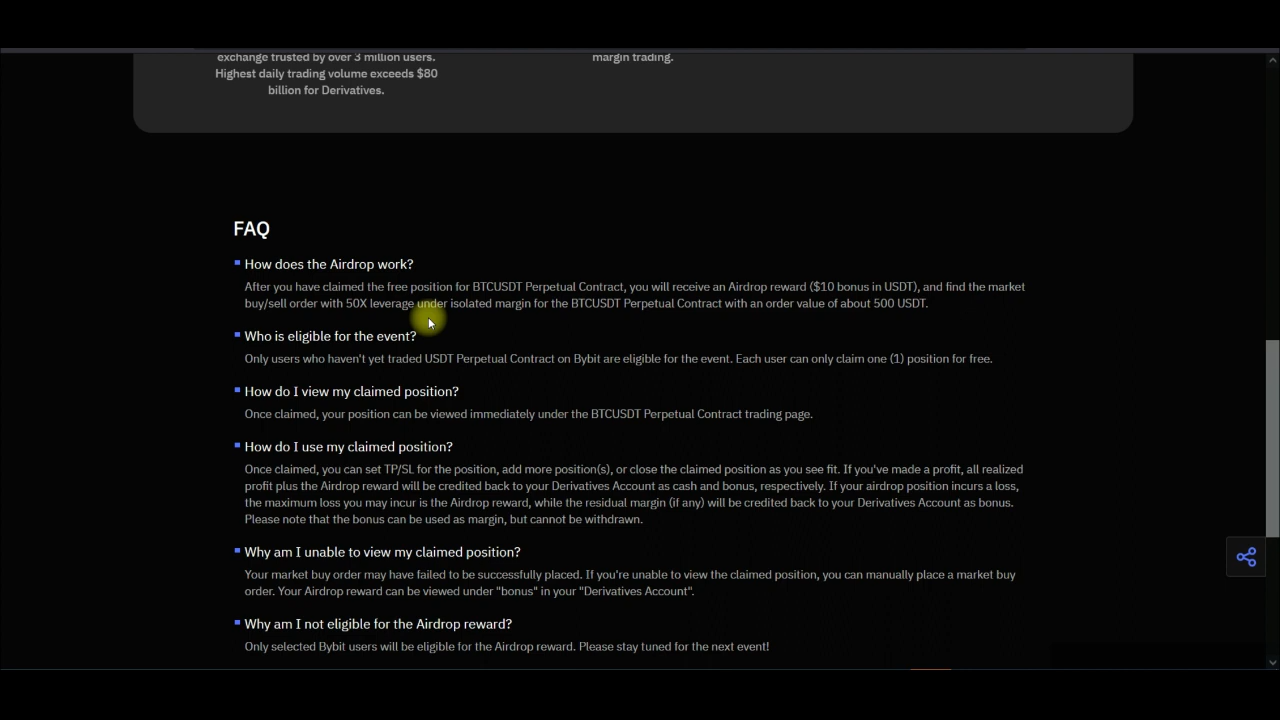 exchange trusted by over 3 million users.
Highest daily trading volume exceeds $80
billion for Derivatives.
margin trading.
FAQ
How does the Airdrop work?
After you have claimed the free position for BTCUSDT Perpetual Contract, you will receive an Airdrop reward ($10 bonus in USDT), and find the market
buy/sell order with 50X leverage under isolated margin for the BTCUSDT Perpetual Contract with an order value of about 500 USDT.
Who is eligible for the event?
Only users who haven't yet traded USDT Perpetual Contract on Bybit are eligible for the event. Each user can only claim one (1) position for free.
How do I view my claimed position?
Once claimed, your position can be viewed immediately under the BTCUSDT Perpetual Contract trading page.
How do I use my claimed position?
Once claimed, you can set TP/SL for the position, add more position(s), or close the claimed position as you see fit. If you've made a profit, all realized
profit plus the Airdrop reward will be credited back to your Derivatives Account as cash and bonus, respectively. If your airdrop position incurs a loss,
the maximum loss you may incur is the Airdrop reward, while the residual margin (if any) will be credited back to your Derivatives Account as bonus.
Please note that the bonus can be used as margin, but cannot be withdrawn.
Why am I unable to view my claimed position?
Your market buy order may have failed to be successfully placed. If you're unable to view the claimed position, you can manually place a market buy
order. Your Airdrop reward can be viewed under "bonus" in your "Derivatives Account".
Why am I not eligible for the Airdrop reward?
Only selected Bybit users will be eligible for the Airdrop reward. Please stay tuned for the next event!